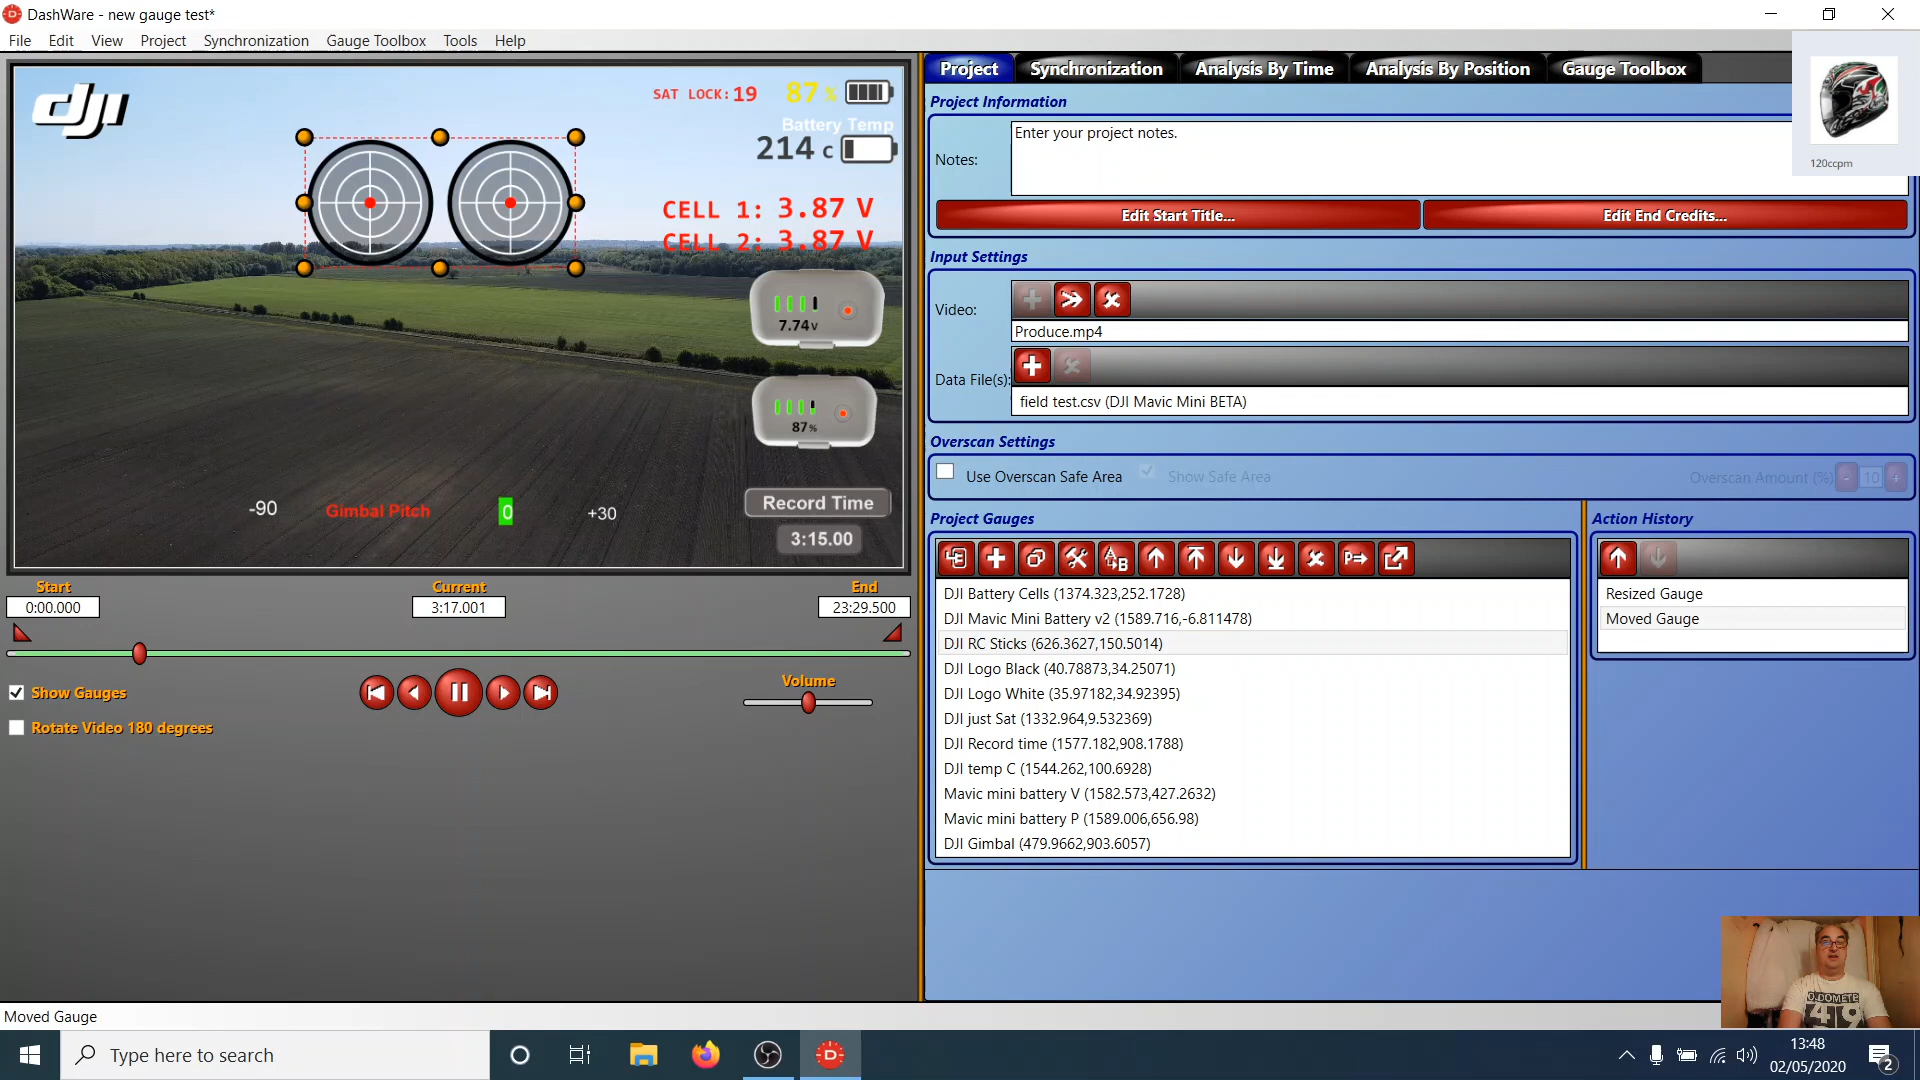 DashWare - new gauge test*
File Edit View Project Synchronization Gauge Toolbox Tools Help
dji
SAT LOCK:19 87 %
Battery Temp
214 c
CELL 1: 3.87 V
CELL 2: 3.87 V
7.74v
87%
-90 Gimbal Pitch 0 +30
Record Time
3:15.00
Start Current End
0:00.000 3:17.001 23:29.500
Show Gauges
Volume
Rotate Video 180 degrees
Project Synchronization Analysis By Time Analysis By Position Gauge Toolbox
Project Information
Notes:
Enter your project notes.
120ccpm
Edit Start Title... Edit End Credits...
Input Settings
Video:
Produce.mp4
Data File(s):
field test.csv (DJI Mavic Mini BETA)
Overscan Settings
Use Overscan Safe Area Show Safe Area Overscan Amount (%) - 10 +
Project Gauges
DJI Battery Cells (1374.323,252.1728)
DJI Mavic Mini Battery v2 (1589.716,-6.811478)
DJI RC Sticks (626.3627,150.5014)
DJI Logo Black (40.78873,34.25071)
DJI Logo White (35.97182,34.92395)
DJI just Sat (1332.964,9.532369)
DJI Record time (1577.182,908.1788)
DJI temp C (1544.262,100.6928)
Mavic mini battery V (1582.573,427.2632)
Mavic mini battery P (1589.006,656.98)
DJI Gimbal (479.9662,903.6057)
Action History
Resized Gauge
Moved Gauge
Moved Gauge
Type here to search
13:48
02/05/2020
2